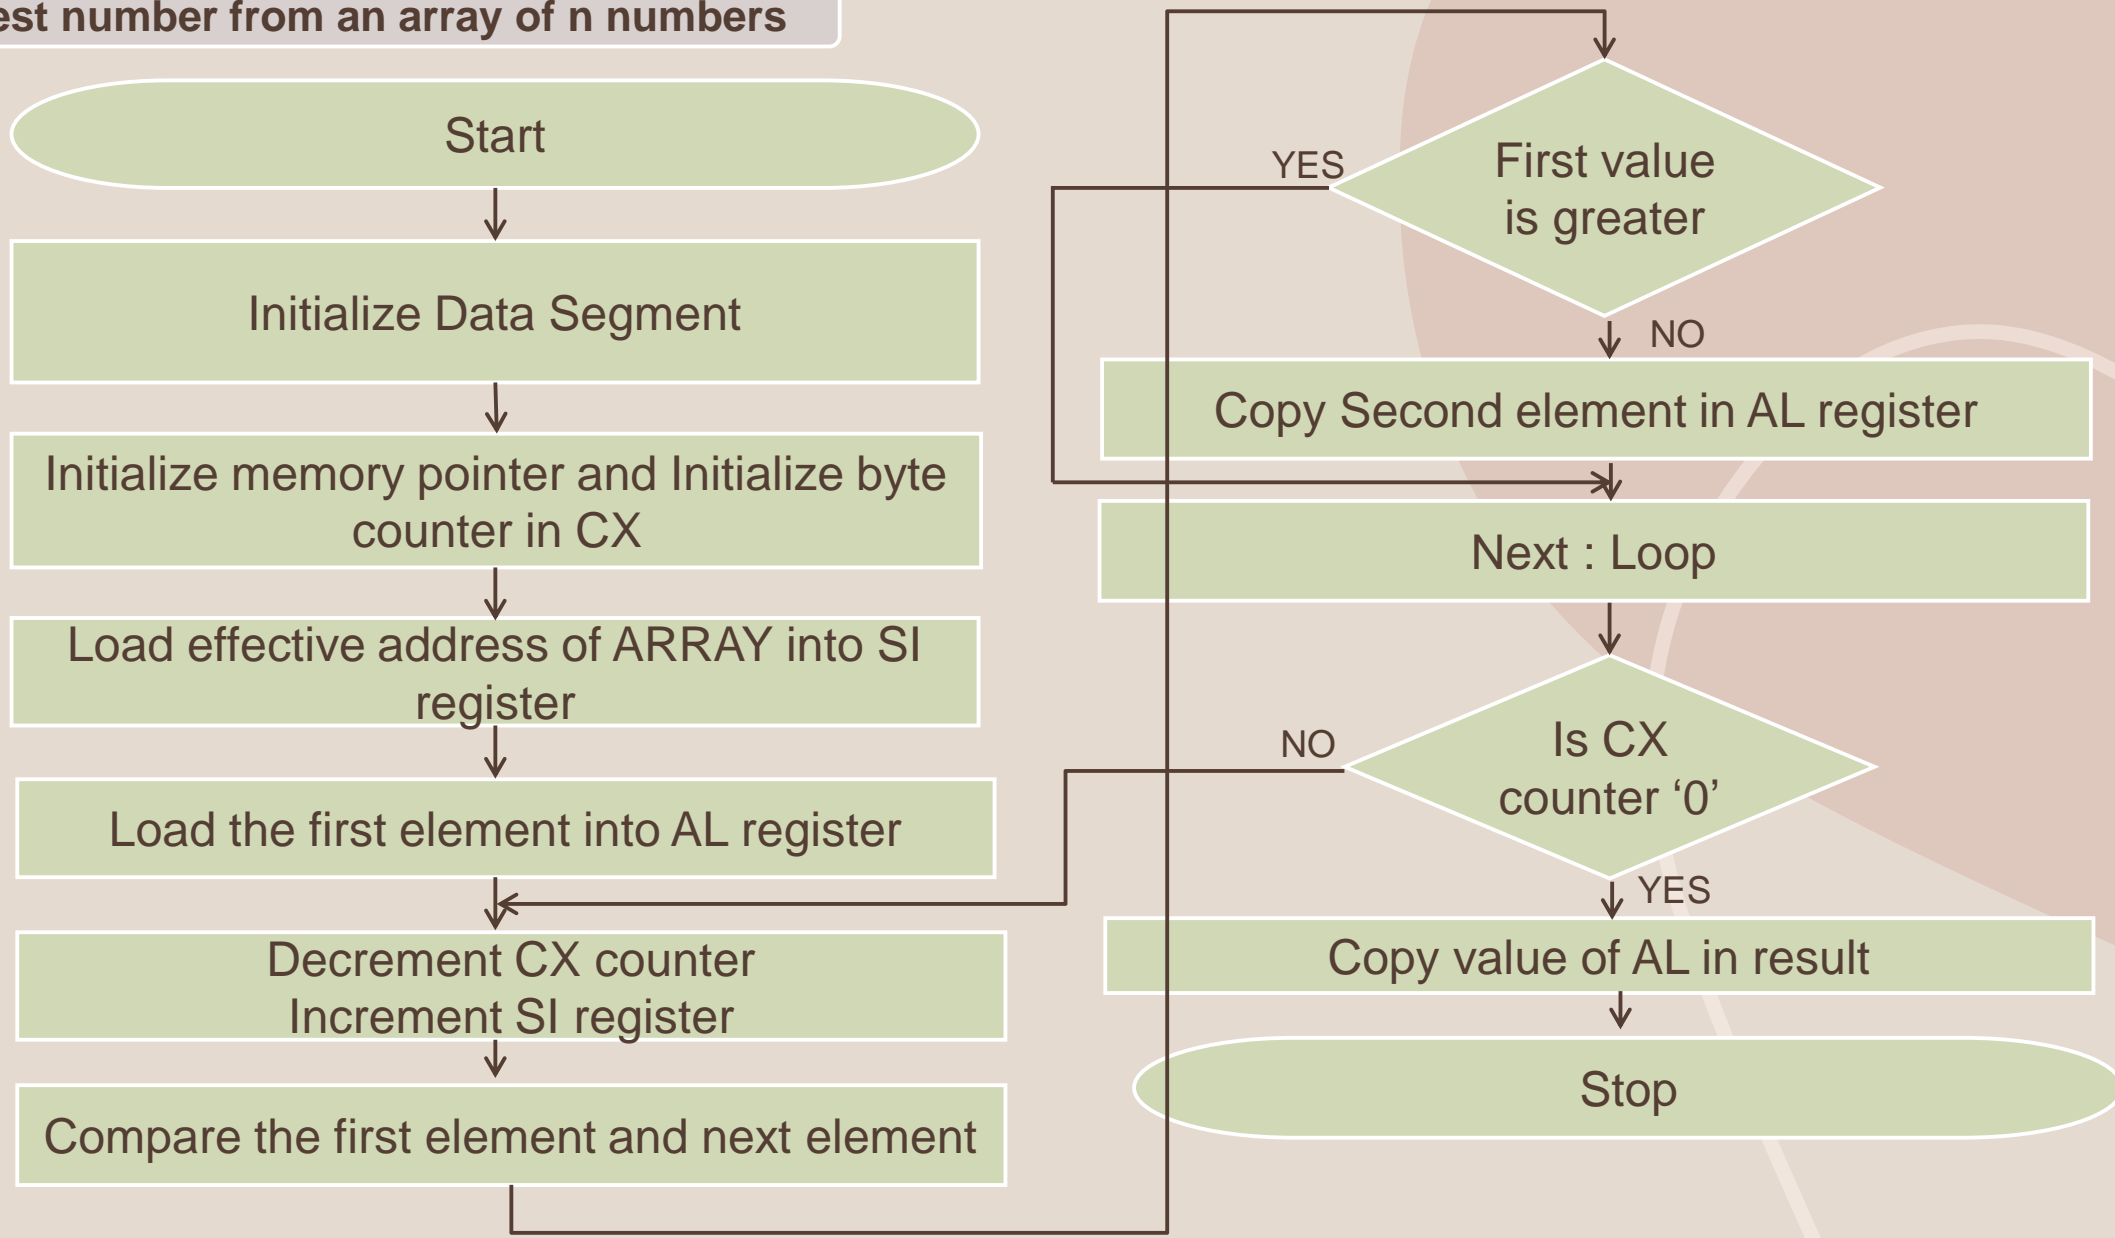 number from an array of n numbers
Start
Initialize Data Segment
Initialize memory pointer and Initialize byte
counter in CX
Load effective address of ARRAY into SI
register
Load the first element into AL register
Decrement CX counter
Increment SI register
Compare the first element and next element
YES
First value
is greater
NO
Copy Second element in AL register
Next : Loop
NO
Is CX
counter ‘0’
YES
Copy value of AL in result
Stop